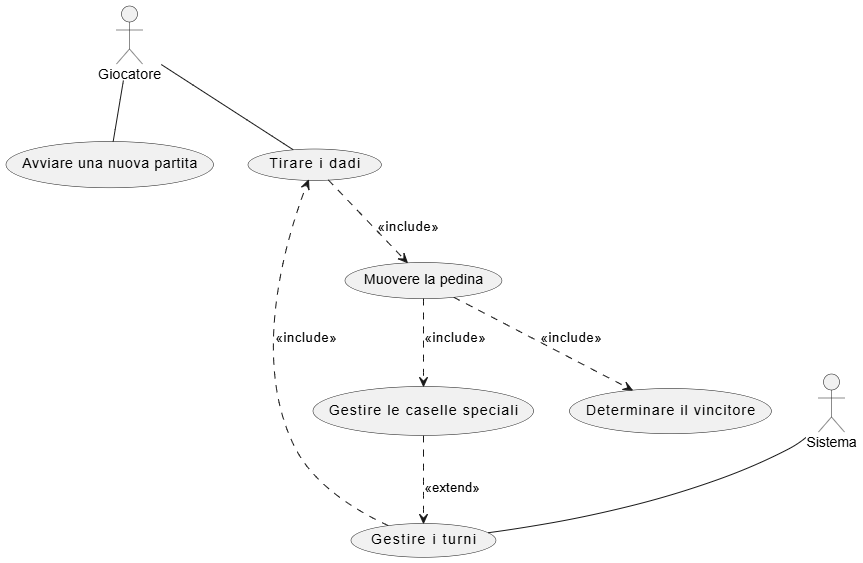 Giocatore
Avviare una nuova partita
Tirare i dadi
«include»
Muovere la pedina
«include»
«include»
«include»
Gestire le caselle speciali
Determinare il vincitore
Sistema
«extend»
Gestire i turni